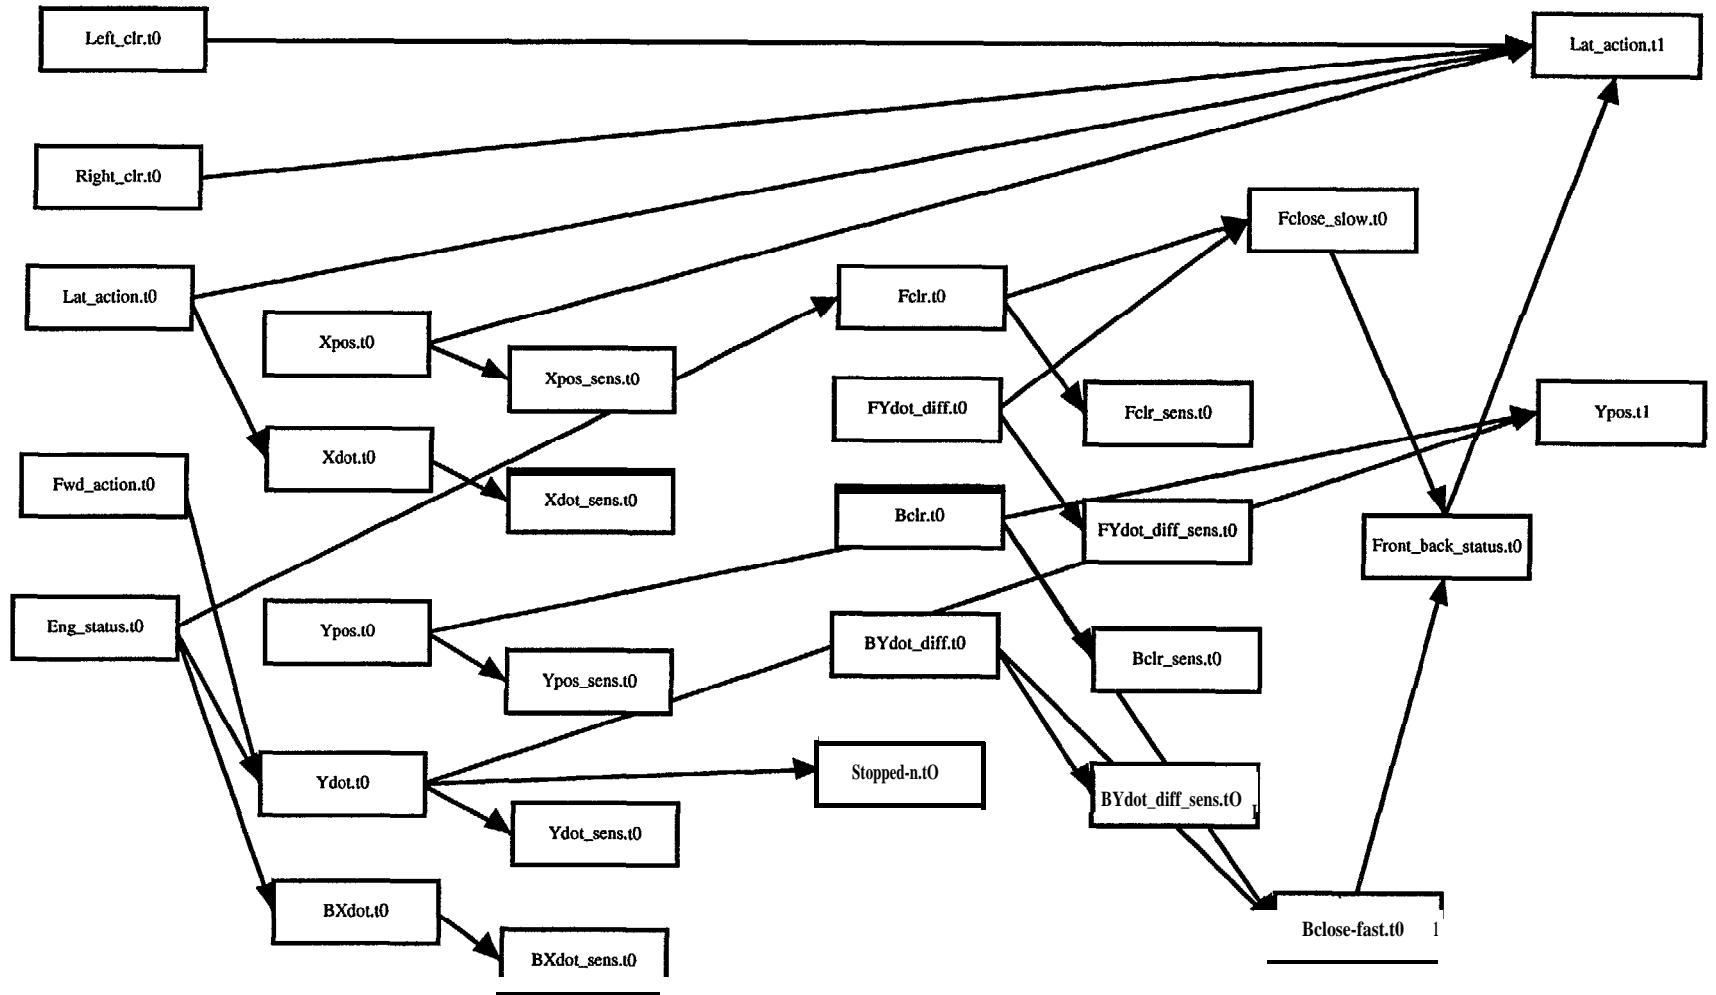 Left_clr.t0
Lat_action.t1
Right_clr.t0
Fclose_slow.t0
Lat_action.t0
Fclr.t0
Xpos.t0
Xpos_sens.t0
FYdot_diff.t0
Fclr_sens.t0
Ypos.t1
Xdot.t0
Fwd_action.t0
Xdot_sens.t0
Bclr.t0
FYdot_diff_sens.t0
Front_back_status.t0
Eng_status.t0
Ypos.t0
BYdot_diff.t0
Bclr_sens.t0
Ypos_sens.t0
Stopped-n.tO
Ydot.t0
BYdot_diff_sens.tO
Ydot_sens.t0
BXdot.t0
Bclose-fast.t0 1
BXdot_sens.t0